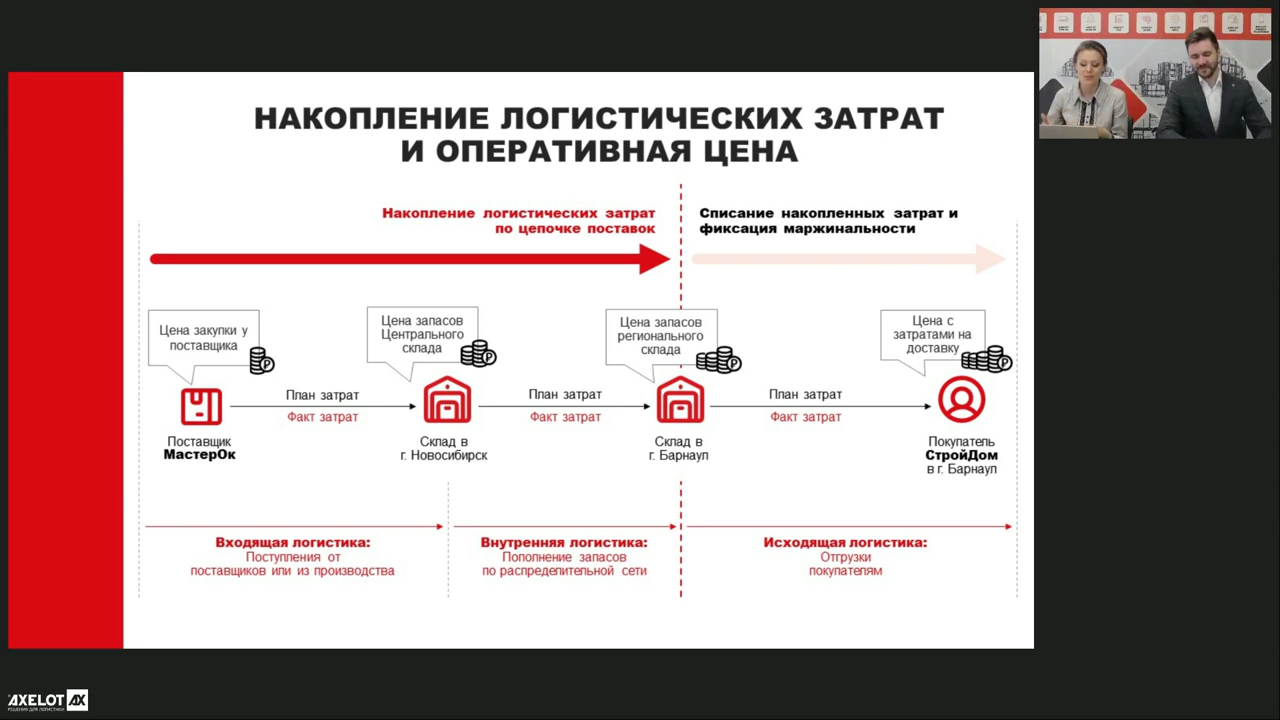 НАКОПЛЕНИЕ ЛОГИСТИЧЕСКИХ ЗАТРАТ
И ОПЕРАТИВНАЯ ЦЕНА
Накопление логистических затрат
по цепочке поставок
Списание накопленных затрат и
фиксация маржинальности
Цена закупки у
поставщика
Цена запасов
Центрального
склада
Цена запасов
регионального
склада
Цена с
затратами на
доставку
План затрат
Факт затрат
План затрат
Факт затрат
План затрат
Факт затрат
Поставщик
МастерОк
Склад в
г. Новосибирск
Склад в
г. Барнаул
Покупатель
СтройДом
в г. Барнаул
Входящая логистика:
Поступления от
поставщиков или из производства
Внутренняя логистика:
Пополнение запасов
по распределительной сети
Исходящая логистика:
Отгрузки
покупателям
AXELOT AX
РЕШЕНИЯ ДЛЯ ЛОГИСТИКИ